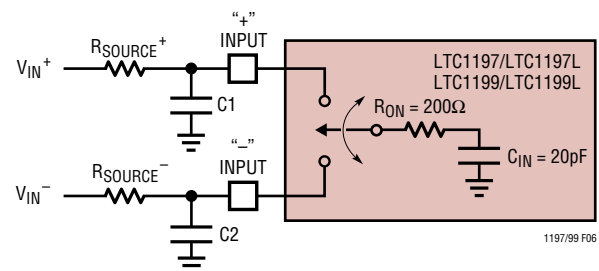 “+”
INPUT
RSOURCE+
VIN+
C1
LTC1197/LTC1197L
LTC1199/LTC1199L
RON = 200Ω
CIN = 20pF
“–”
INPUT
RSOURCE–
VIN–
C2
1197/99 F06